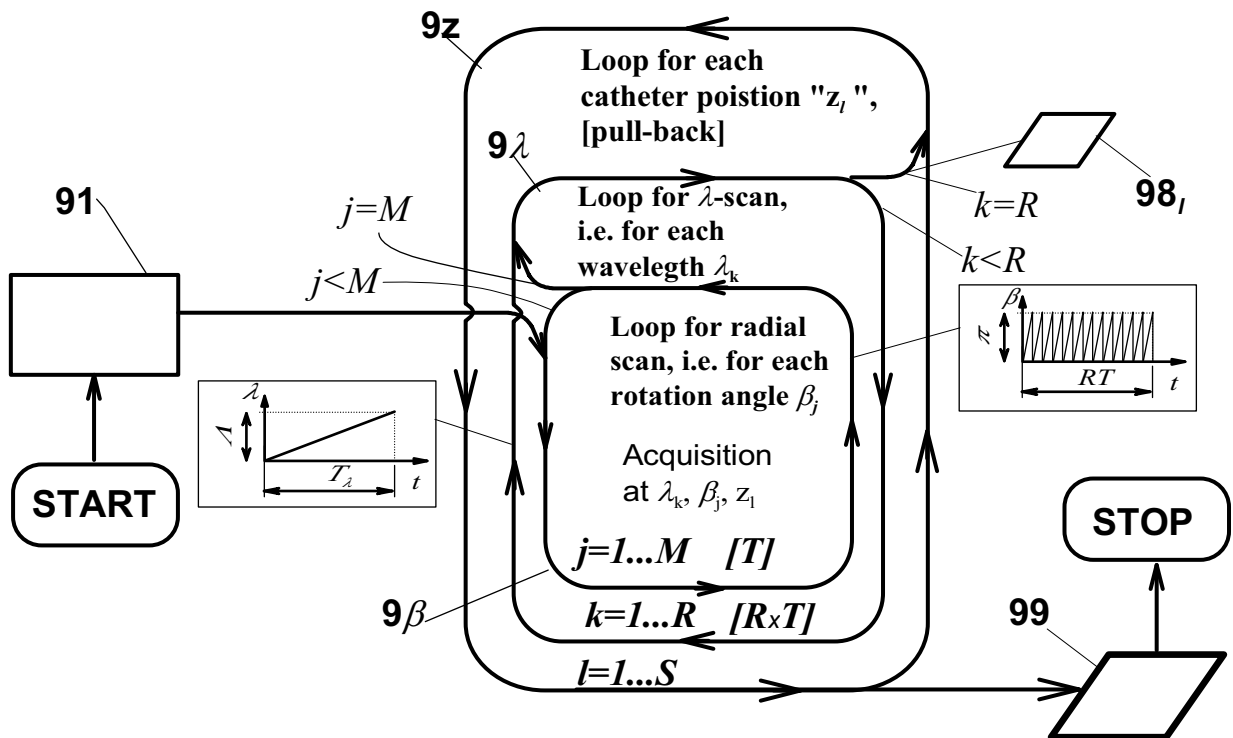 9z
Loop for each
catheter poistion "z_l ",
[pull-back]
9λ
98_l
91
j=M
Loop for λ-scan,
i.e. for each
wavelegth λ_k
k=R
k<R
j<M
Loop for radial
scan, i.e. for each
rotation angle β_j
β
π
RT
t
λ
Λ
T_λ
t
Acquisition
at λ_k, β_j, z_l
START
STOP
j=1...M [T]
9β
k=1...R [RxT]
99
l=1...S